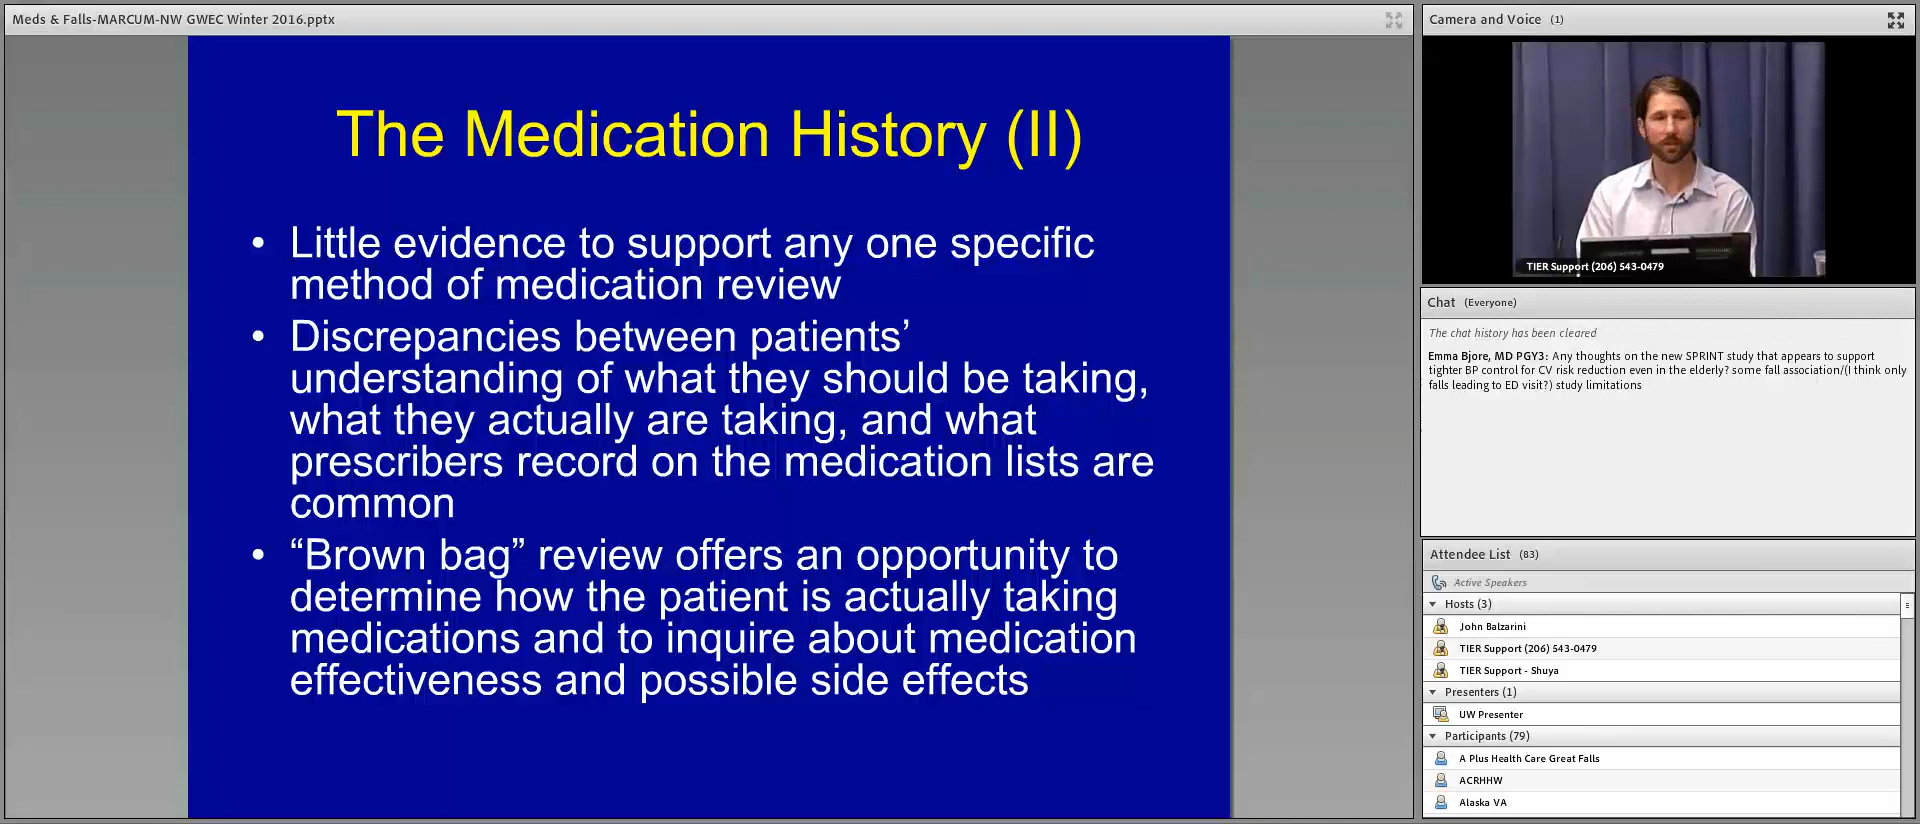 Meds & Falls-MARCUM-NW GWEC Winter 2016.pptx
The Medication History (II)
• Little evidence to support any one specific
method of medication review
• Discrepancies between patients’
understanding of what they should be taking,
what they actually are taking, and what
prescribers record on the medication lists are
common
• “Brown bag” review offers an opportunity to
determine how the patient is actually taking
medications and to inquire about medication
effectiveness and possible side effects
Camera and Voice (1)
TIER Support (206) 543-0479
Chat (Everyone)
The chat history has been cleared
Emma Bjore, MD PGY3: Any thoughts on the new SPRINT study that appears to support
tighter BP control for CV risk reduction even in the elderly? some fall association/(I think only
falls leading to ED visit?) study limitations
Attendee List (83)
Active Speakers
Hosts (3)
John Balzarini
TIER Support (206) 543-0479
TIER Support - Shuya
Presenters (1)
UW Presenter
Participants (79)
A Plus Health Care Great Falls
ACRHHW
Alaska VA